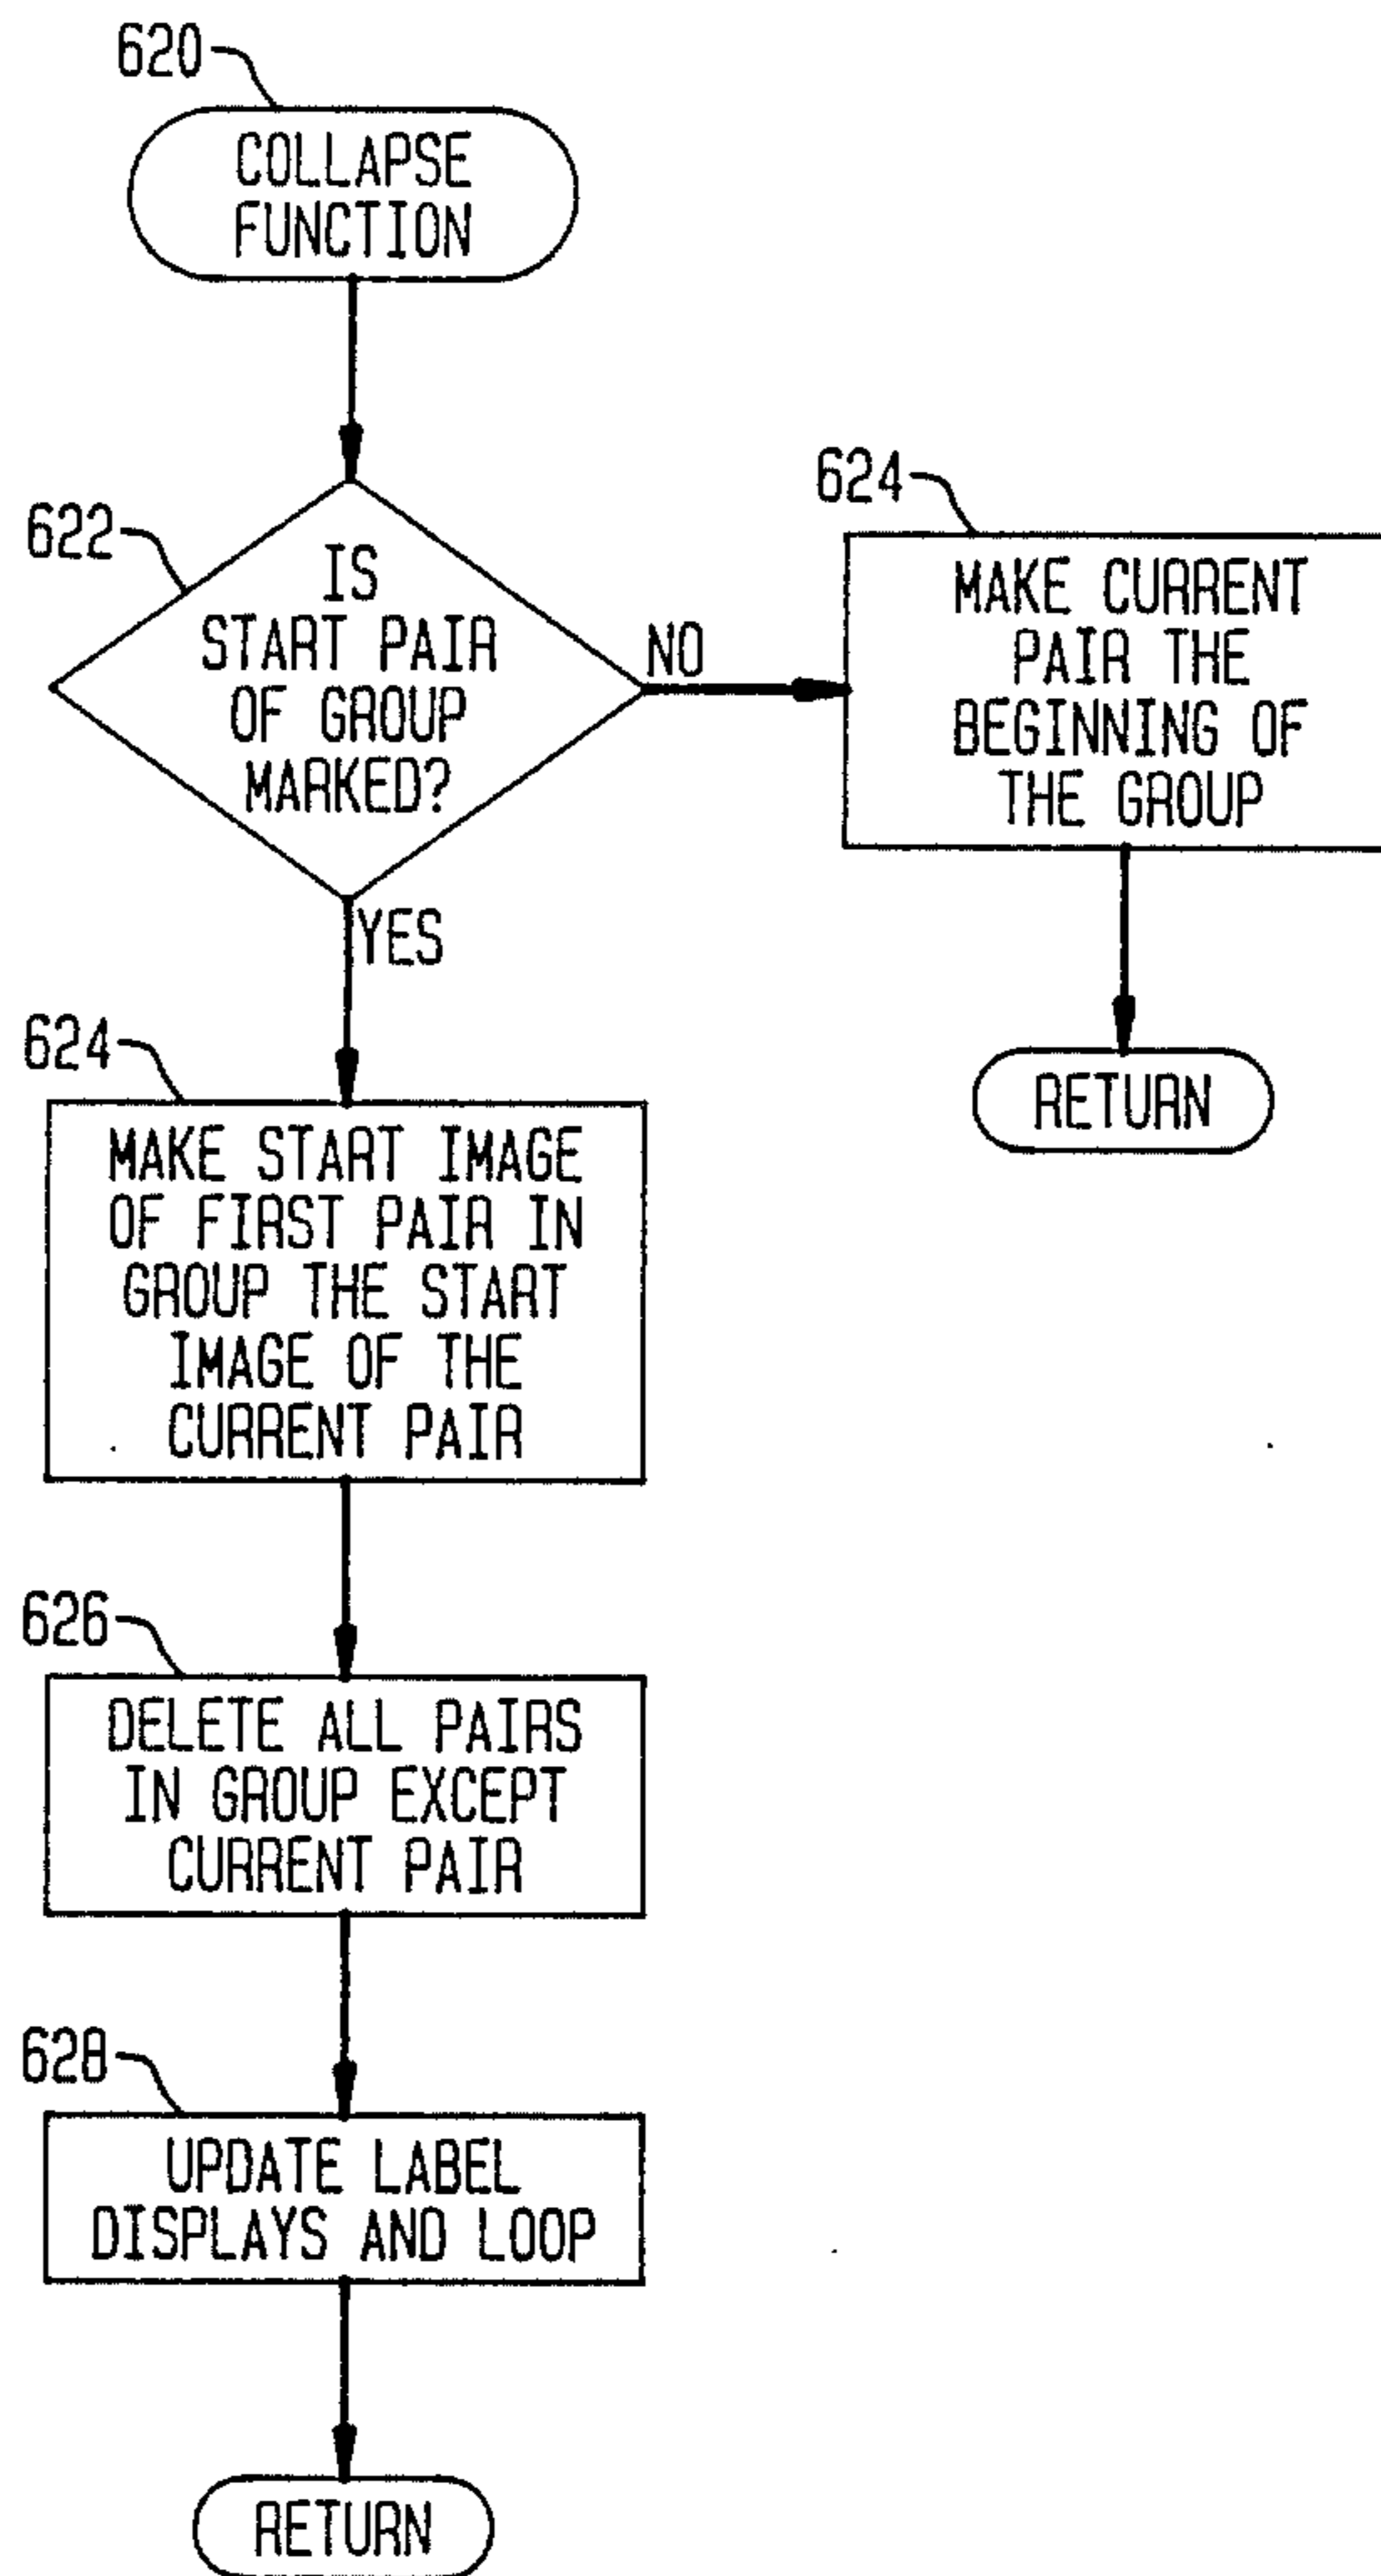 620
COLLAPSE
FUNCTION
622
IS
START PAIR
OF GROUP
MARKED?
NO
624
MAKE CURRENT
PAIR THE
BEGINNING OF
THE GROUP
RETURN
YES
624
MAKE START IMAGE
OF FIRST PAIR IN
GROUP THE START
IMAGE OF THE
CURRENT PAIR
626
DELETE ALL PAIRS
IN GROUP EXCEPT
CURRENT PAIR
628
UPDATE LABEL
DISPLAYS AND LOOP
RETURN